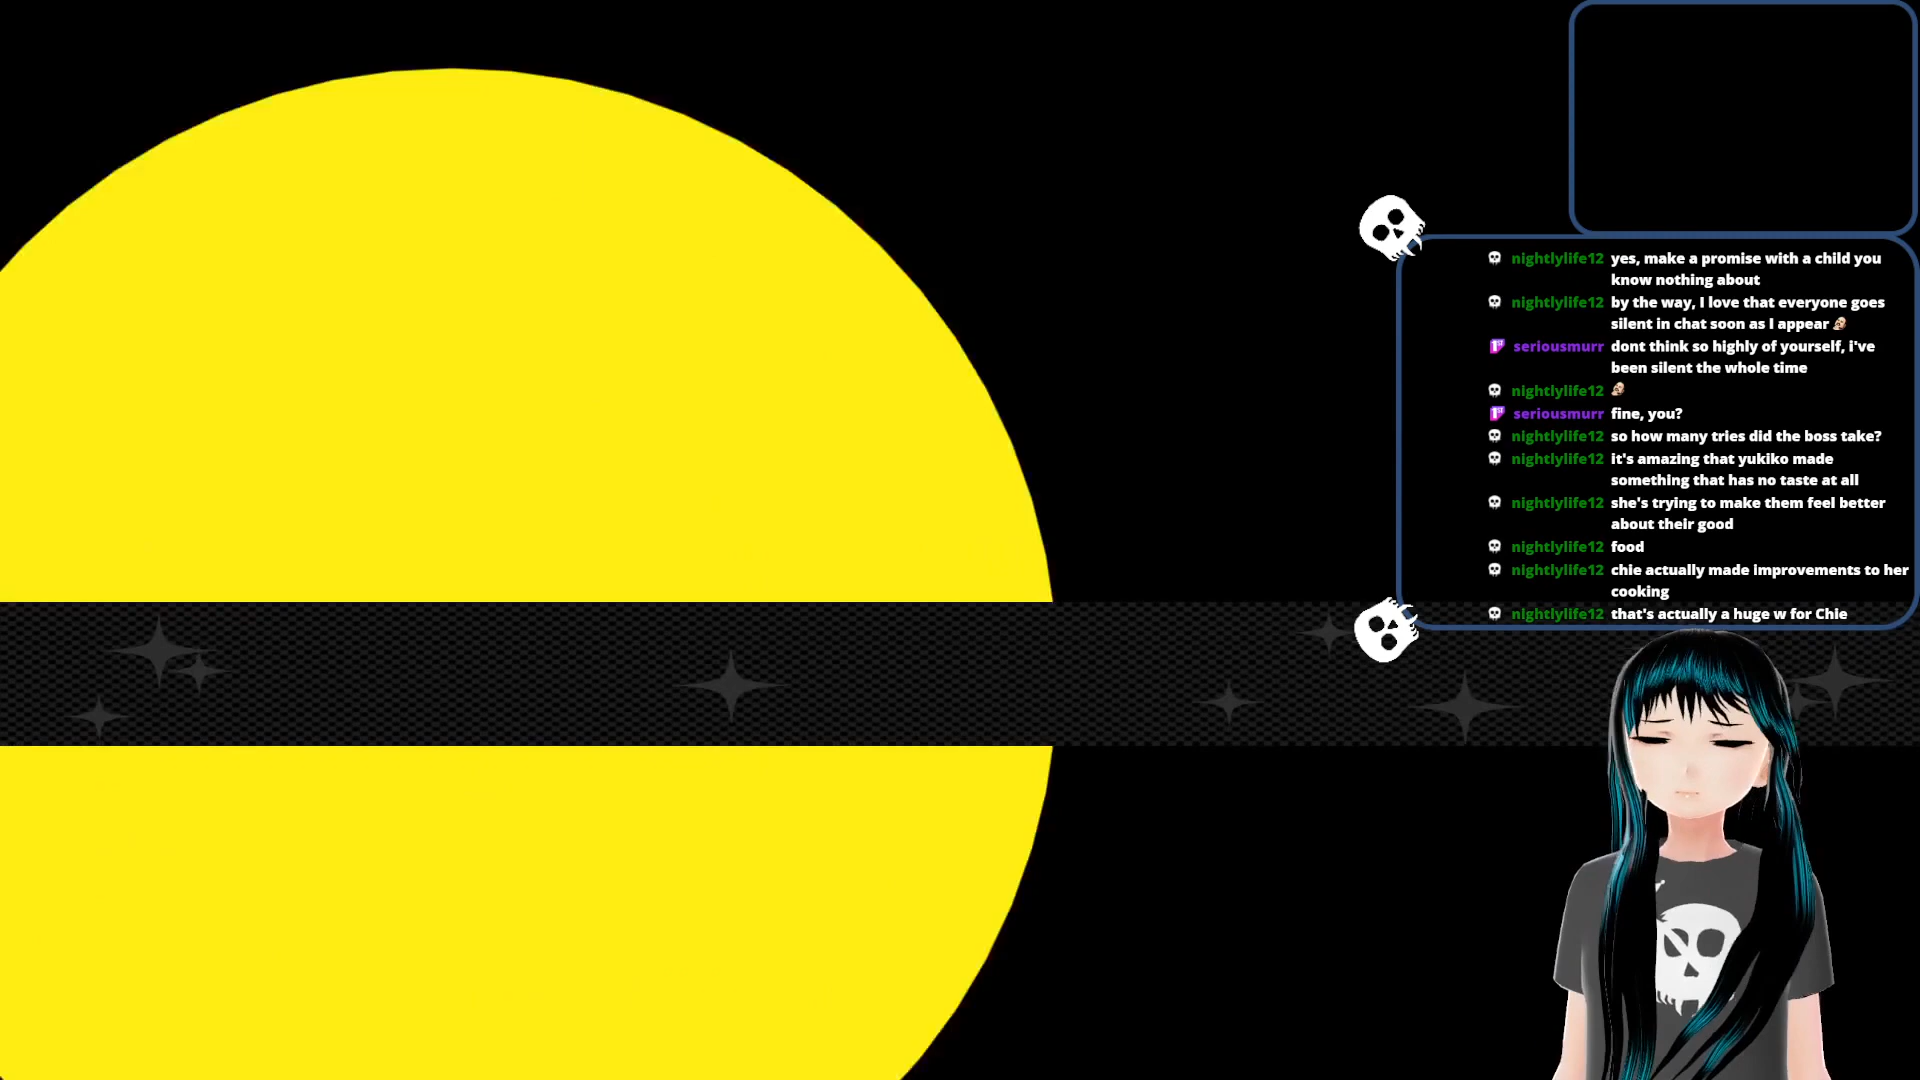 nightlylife12 yes, make a promise with a child you
know nothing about
nightlylife12 by the way, I love that everyone goes
silent in chat soon as I appear
seriousmurr dont think so highly of yourself, i've
been silent the whole time
nightlylife12
seriousmurr fine, you?
nightlylife12 so how many tries did the boss take?
nightlylife12 it's amazing that yukiko made
something that has no taste at all
nightlylife12 she's trying to make them feel better
about their good
nightlylife12 food
nightlylife12 chie actually made improvements to her
cooking
nightlylife12 that's actually a huge w for Chie